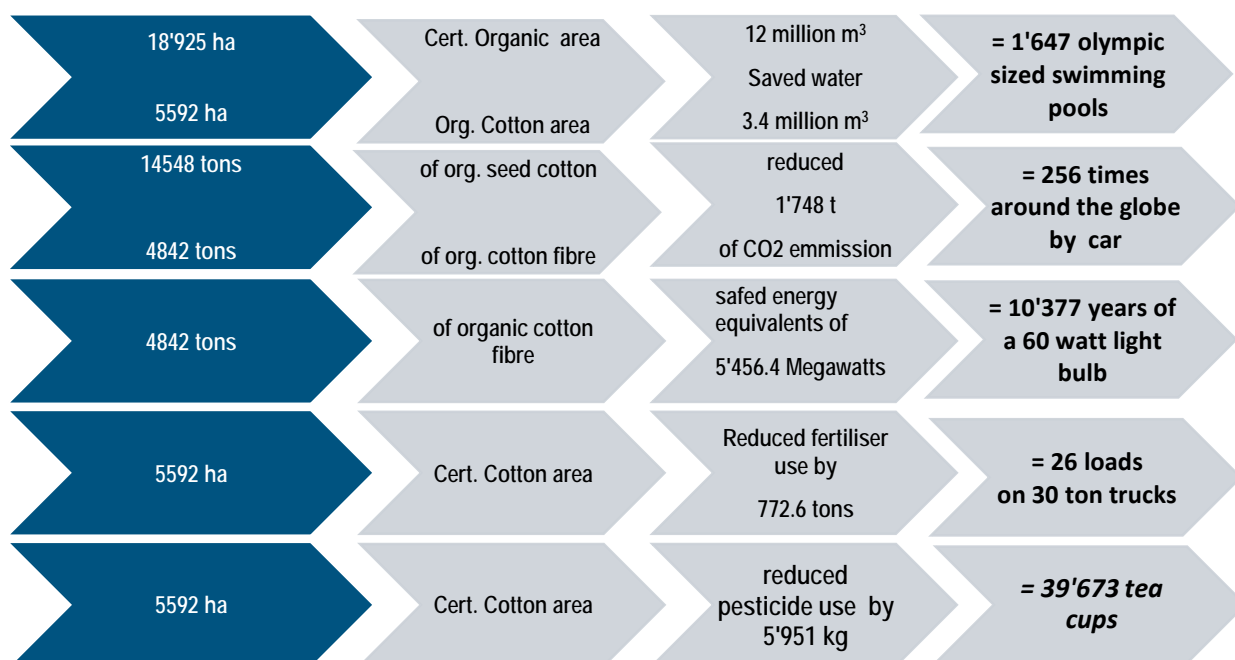 18'925 ha
5592 ha
Cert. Organic area
Org. Cotton area
12 million m³
Saved water
3.4 million m³
= 1'647 olympic
sized swimming
pools
14548 tons
4842 tons
of org. seed cotton
of org. cotton fibre
reduced
1'748 t
of CO2 emmission
= 256 times
around the globe
by car
4842 tons
of organic cotton
fibre
safed energy
equivalents of
5'456.4 Megawatts
= 10'377 years of
a 60 watt light
bulb
5592 ha
Cert. Cotton area
Reduced fertiliser
use by
772.6 tons
= 26 loads
on 30 ton trucks
5592 ha
Cert. Cotton area
reduced
pesticide use by
5'951 kg
= 39'673 tea
cups